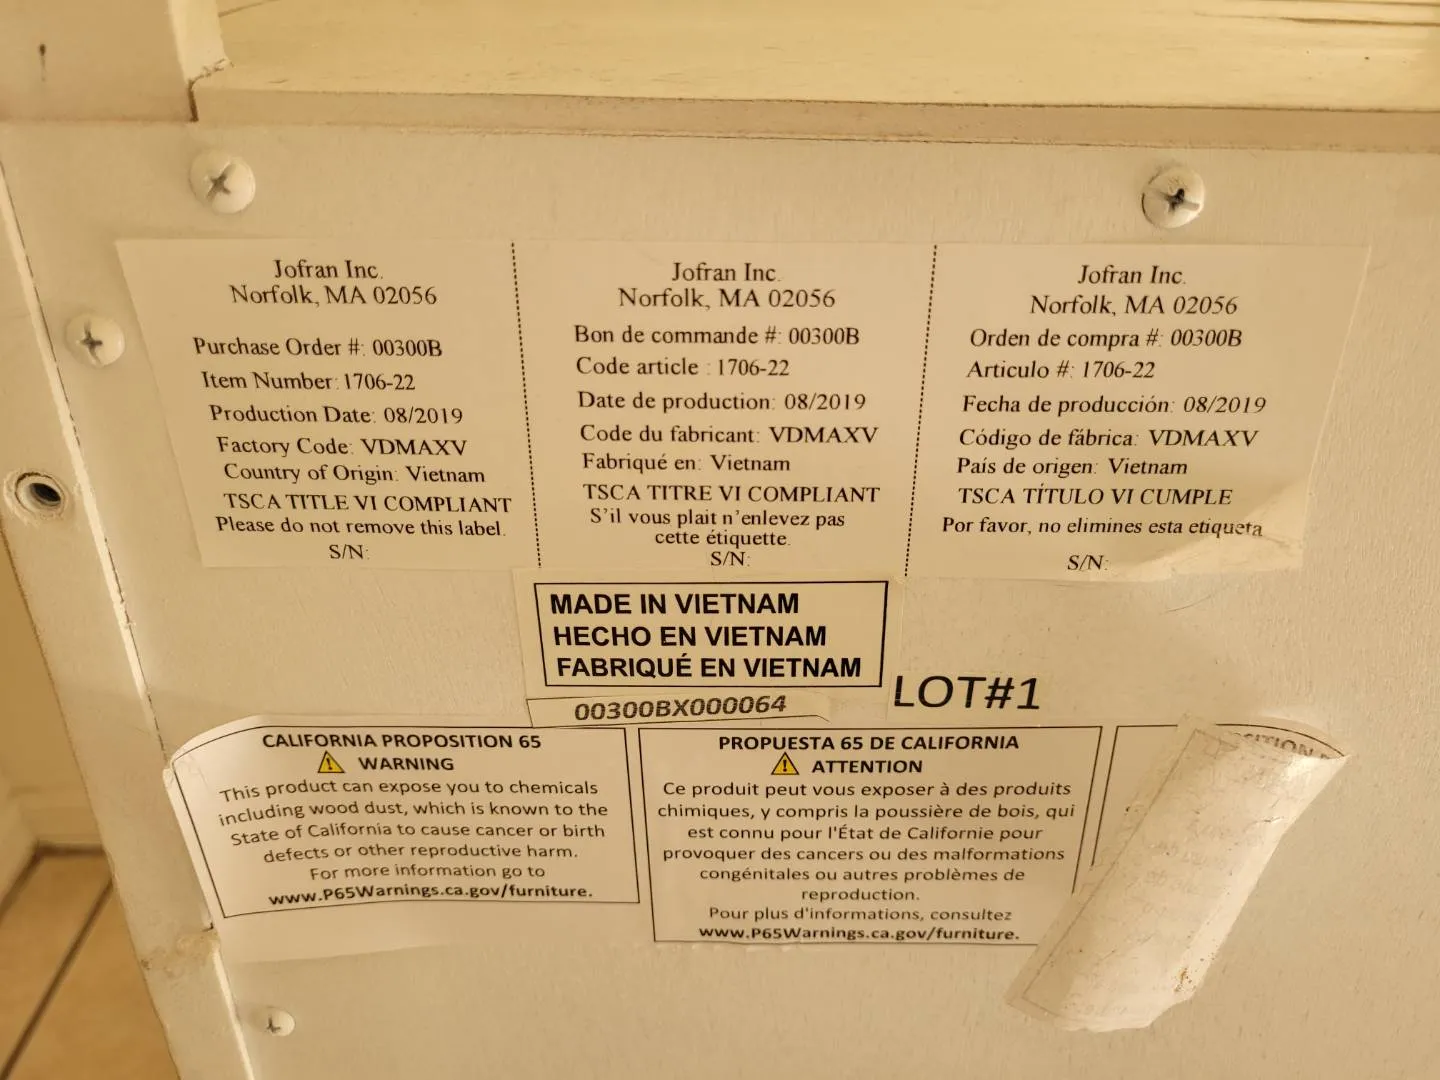 Jofran Inc.
Norfolk, MA 02056
Purchase Order #: 00300B
Item Number: 1706-22
Production Date: 08/2019
Factory Code: VDMAXV
Country of Origin: Vietnam
TSCA TITLE VI COMPLIANT
Please do not remove this label.
S/N:
Jofran Inc.
Norfolk, MA 02056
Bon de commande #: 00300B
Code article : 1706-22
Date de production: 08/2019
Code du fabricant: VDMAXV
Fabriqué en: Vietnam
TSCA TITRE VI COMPLIANT
S'il vous plait n'enlevez pas
cette étiquette.
S/N:
Jofran Inc.
Norfolk, MA 02056
Orden de compra #: 00300B
Articulo #: 1706-22
Fecha de producción: 08/2019
Código de fábrica: VDMAXV
País de origen: Vietnam
TSCA TÍTULO VI CUMPLE
Por favor, no elimines esta etiqueta
S/N:
MADE IN VIETNAM
HECHO EN VIETNAM
FABRIQUÉ EN VIETNAM
00300BX000064
LOT#1
CALIFORNIA PROPOSITION 65
WARNING
This product can expose you to chemicals
including wood dust, which is known to the
State of California to cause cancer or birth
defects or other reproductive harm.
For more information go to
www.P65Warnings.ca.gov/furniture.
PROPUESTA 65 DE CALIFORNIA
ATTENTION
Ce produit peut vous exposer à des produits
chimiques, y compris la poussière de bois, qui
est connu pour l'État de Californie pour
provoquer des cancers ou des malformations
congénitales ou autres problèmes de
reproduction.
Pour plus d'informations, consultez
www.P65Warnings.ca.gov/furniture.